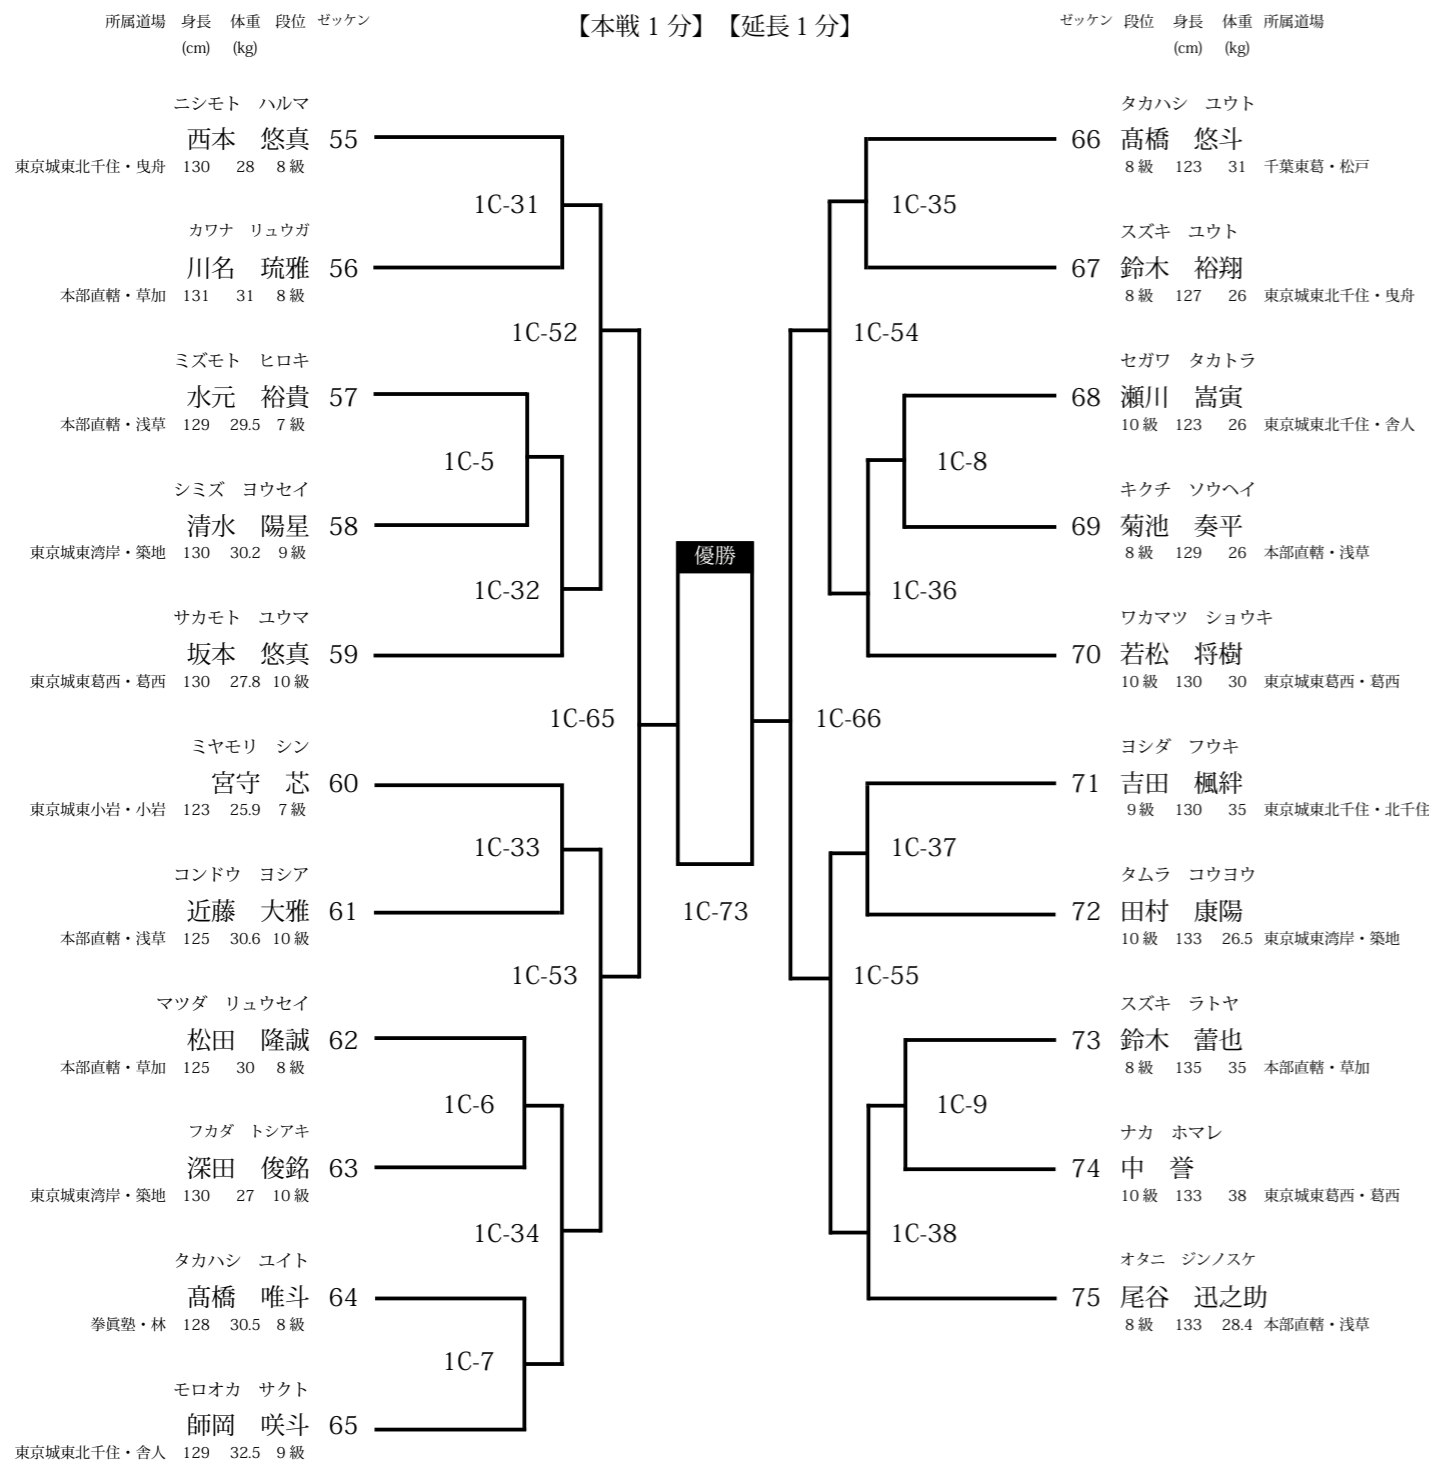 所属道場 身長 体重 段位 ゼッケン
(cm) (kg)
【本戦1分】【延長1分】
ゼッケン 段位 身長 体重 所属道場
(cm) (kg)
ニシモト ハルマ
西本 悠真 55
東京城東北千住・曳舟 130 28 8級
1C-31
カワナ リュウガ
川名 琉雅 56
本部直轄・草加 131 31 8級
1C-52
ミズモト ヒロキ
水元 裕貴 57
本部直轄・浅草 129 29.5 7級
1C-5
シミズ ヨウセイ
清水 陽星 58
東京城東湾岸・築地 130 30.2 9級
1C-32
サカモト ユウマ
坂本 悠真 59
東京城東葛西・葛西 130 27.8 10級
1C-65
ミヤモリ シン
宮守 芯 60
東京城東小岩・小岩 123 25.9 7級
1C-33
コンドウ ヨシア
近藤 大雅 61
本部直轄・浅草 125 30.6 10級
1C-53
マツダ リュウセイ
松田 隆誠 62
本部直轄・草加 125 30 8級
1C-6
フカダ トシアキ
深田 俊銘 63
東京城東湾岸・築地 130 27 10級
1C-34
タカハシ ユイト
髙橋 唯斗 64
拳眞塾・林 128 30.5 8級
1C-7
モロオカ サクト
師岡 咲斗 65
東京城東北千住・舎人 129 32.5 9級
優勝
1C-73
タカハシ ユウト
66 髙橋 悠斗
8級 123 31 千葉東葛・松戸
1C-35
スズキ ユウト
67 鈴木 裕翔
8級 127 26 東京城東北千住・曳舟
1C-54
セガワ タカトラ
68 瀬川 嵩寅
10級 123 26 東京城東北千住・舎人
1C-8
キクチ ソウヘイ
69 菊池 奏平
8級 129 26 本部直轄・浅草
1C-36
ワカマツ ショウキ
70 若松 将樹
10級 130 30 東京城東葛西・葛西
1C-66
ヨシダ フウキ
71 吉田 楓絆
9級 130 35 東京城東北千住・北千住
1C-37
タムラ コウヨウ
72 田村 康陽
10級 133 26.5 東京城東湾岸・築地
1C-55
スズキ ラトヤ
73 鈴木 蕾也
8級 135 35 本部直轄・草加
1C-9
ナカ ホマレ
74 中 誉
10級 133 38 東京城東葛西・葛西
1C-38
オタニ ジンノスケ
75 尾谷 迅之助
8級 133 28.4 本部直轄・浅草